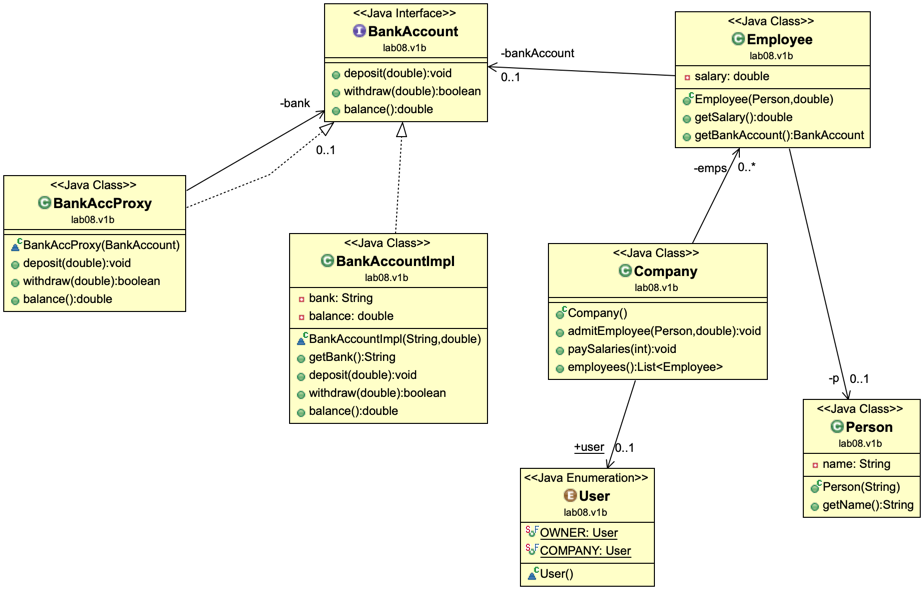 <<Java Interface>>
BankAccount
lab08.v1b
deposit(double):void
withdraw(double):boolean
balance():double
<<Java Class>>
Employee
lab08.v1b
salary: double
Employee(Person,double)
getSalary():double
getBankAccount():BankAccount
-bankAccount
0..1
-bank
0..1
-emps
0..*
<<Java Class>>
BankAccProxy
lab08.v1b
BankAccProxy(BankAccount)
deposit(double):void
withdraw(double):boolean
balance():double
<<Java Class>>
BankAccountImpl
lab08.v1b
bank: String
balance: double
BankAccountImpl(String,double)
getBank():String
deposit(double):void
withdraw(double):boolean
balance():double
<<Java Class>>
Company
lab08.v1b
Company()
admitEmployee(Person,double):void
paySalaries(int):void
employees():List<Employee>
-p
0..1
<<Java Class>>
Person
lab08.v1b
name: String
Person(String)
getName():String
+user
0..1
<<Java Enumeration>>
User
lab08.v1b
OWNER: User
COMPANY: User
User()